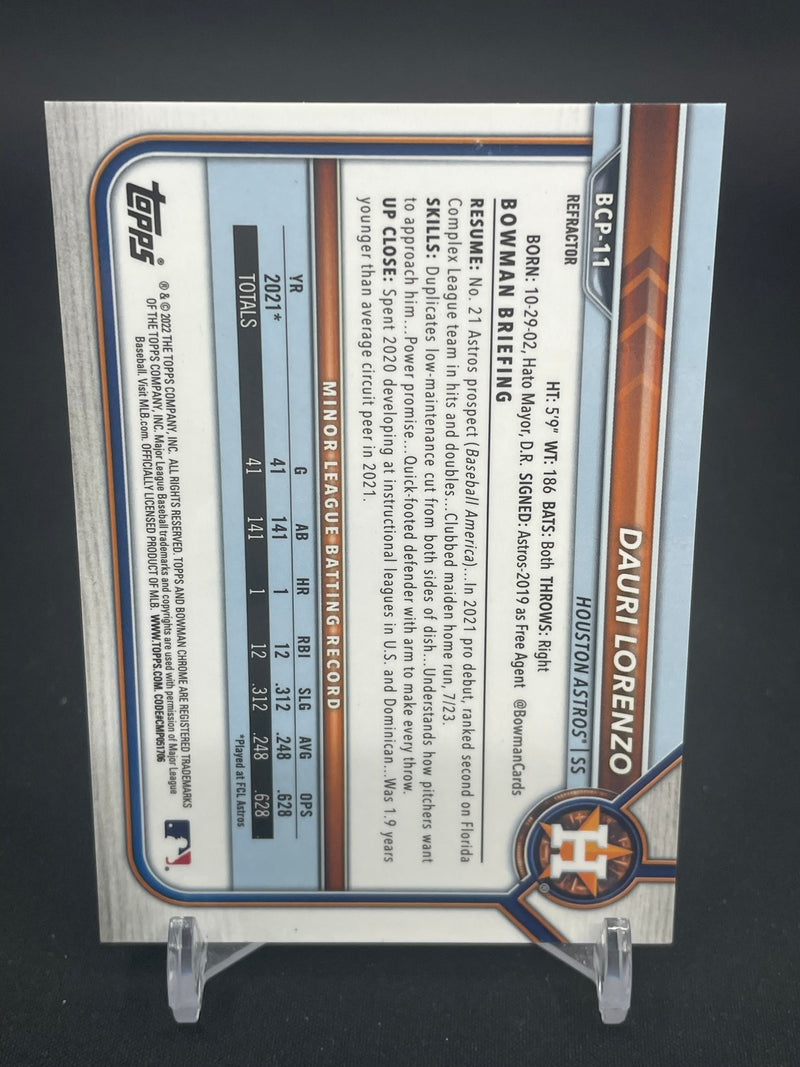 BCP-11
REFRACTOR
DAURI LORENZO
HOUSTON ASTROS® | SS
HT: 5'9" WT: 186 BATS: Both THROWS: Right
BORN: 10-29-02, Hato Mayor, D.R. SIGNED: Astros-2019 as Free Agent @BowmanCards
BOWMAN BRIEFING
RESUME: No. 21 Astros prospect (Baseball America)...In 2021 pro debut, ranked second on Florida
Complex League team in hits and doubles...Clubbed maiden home run, 7/23.
SKILLS: Duplicates low-maintenance cut from both sides of dish...Understands how pitchers want
to approach him...Power promise...Quick-footed defender with arm to make every throw.
UP CLOSE: Spent 2020 developing at instructional leagues in U.S. and Dominican...Was 1.9 years
younger than average circuit peer in 2021.
MINOR LEAGUE BATTING RECORD
YR G AB HR RBI SLG AVG OPS
2021* 41 141 1 12 .312 .248 .628
TOTALS 41 141 1 12 .312 .248 .628
*Played at FCL Astros
topps®
® & © 2022 THE TOPPS COMPANY, INC. ALL RIGHTS RESERVED. TOPPS AND BOWMAN CHROME ARE REGISTERED TRADEMARKS
OF THE TOPPS COMPANY, INC. Major League Baseball trademarks and copyrights are used with permission of Major League
Baseball. Visit MLB.com. OFFICIALLY LICENSED PRODUCT OF MLB. WWW.TOPPS.COM. CODE#CMP051706
H